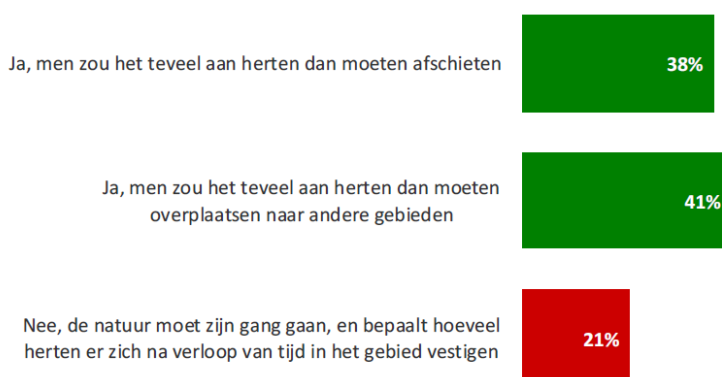 Ja, men zou het teveel aan herten dan moeten afschieten
38%
Ja, men zou het teveel aan herten dan moeten
overplaatsen naar andere gebieden
41%
Nee, de natuur moet zijn gang gaan, en bepaalt hoeveel
herten er zich na verloop van tijd in het gebied vestigen
21%